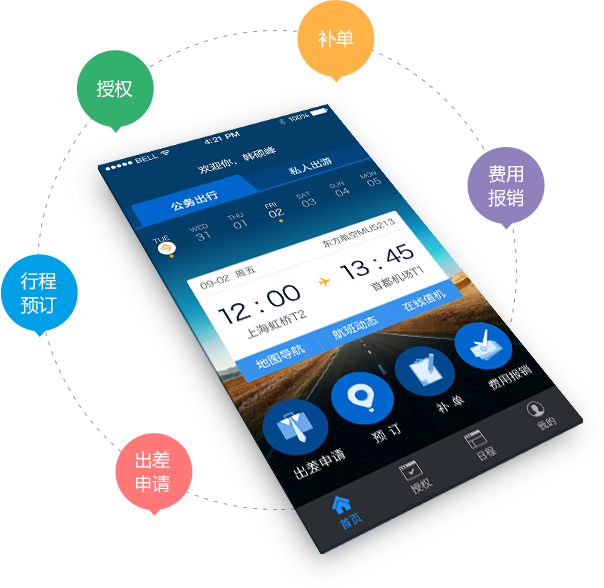 补单
授权
费用
报销
行程
预订
出差
申请
BELL
4:21 PM
100%
欢迎你，韩硕峰
公务出行
私人出游
TUE
今
WED
31
THU
01
FRI
02
SAT
03
SUN
04
MON
05
09-02 周五
东方航空MU5213
12 : 00
13 : 45
上海虹桥T2
首都机场T1
地图导航
航班动态
在线值机
出差申请
预 订
补 单
费用报销
首页
授权
日程
我的